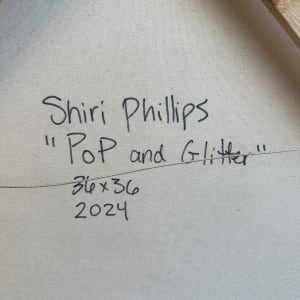 Shiri Phillips
"PoP and Glitter"
36x36
2024